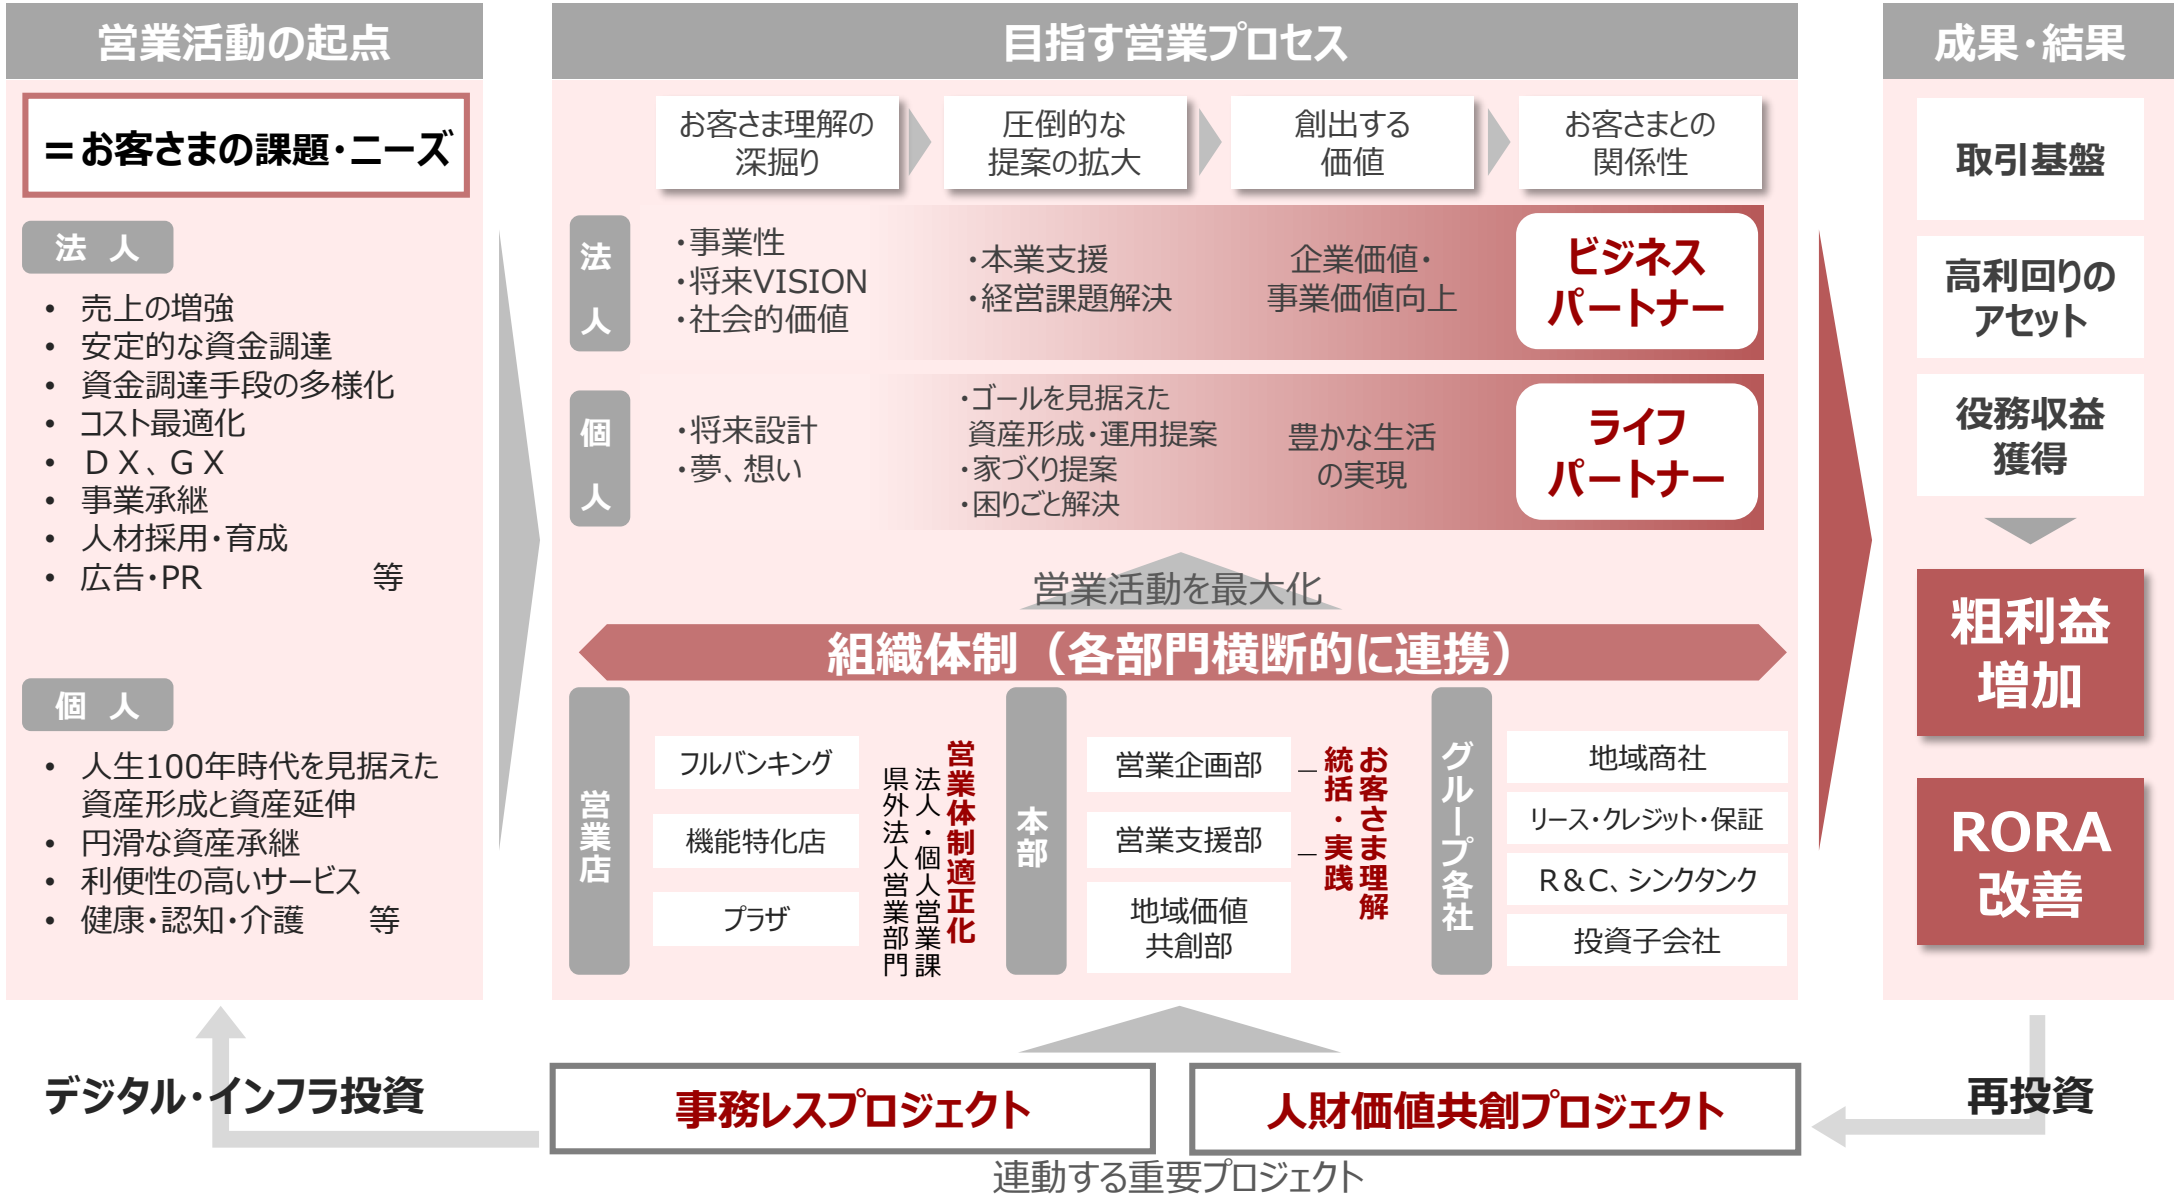 営業活動の起点
＝お客さまの課題・ニーズ
法 人
• 売上の増強
• 安定的な資金調達
• 資金調達手段の多様化
• コスト最適化
• ＤＸ、ＧＸ
• 事業承継
• 人材採用・育成
• 広告・PR 等
個 人
• 人生100年時代を見据えた
資産形成と資産延伸
• 円滑な資産承継
• 利便性の高いサービス
• 健康・認知・介護 等
目指す営業プロセス
お客さま理解の
深掘り
圧倒的な
提案の拡大
創出する
価値
お客さまとの
関係性
法人
・事業性
・将来VISION
・社会的価値
・本業支援
・経営課題解決
企業価値・
事業価値向上
ビジネス
パートナー
個人
・将来設計
・夢、想い
・ゴールを見据えた
資産形成・運用提案
・家づくり提案
・困りごと解決
豊かな生活
の実現
ライフ
パートナー
営業活動を最大化
組織体制（各部門横断的に連携）
営業店
フルバンキング
機能特化店
プラザ
営業体制適正化
法人・個人営業課
県外法人営業部門
本部
営業企画部
営業支援部
地域価値
共創部
お客さま理解
統括・実践
グループ各社
地域商社
リース・クレジット・保証
Ｒ＆Ｃ、シンクタンク
投資子会社
成果・結果
取引基盤
高利回りの
アセット
役務収益
獲得
粗利益
増加
RORA
改善
デジタル・インフラ投資
事務レスプロジェクト
人財価値共創プロジェクト
再投資
連動する重要プロジェクト